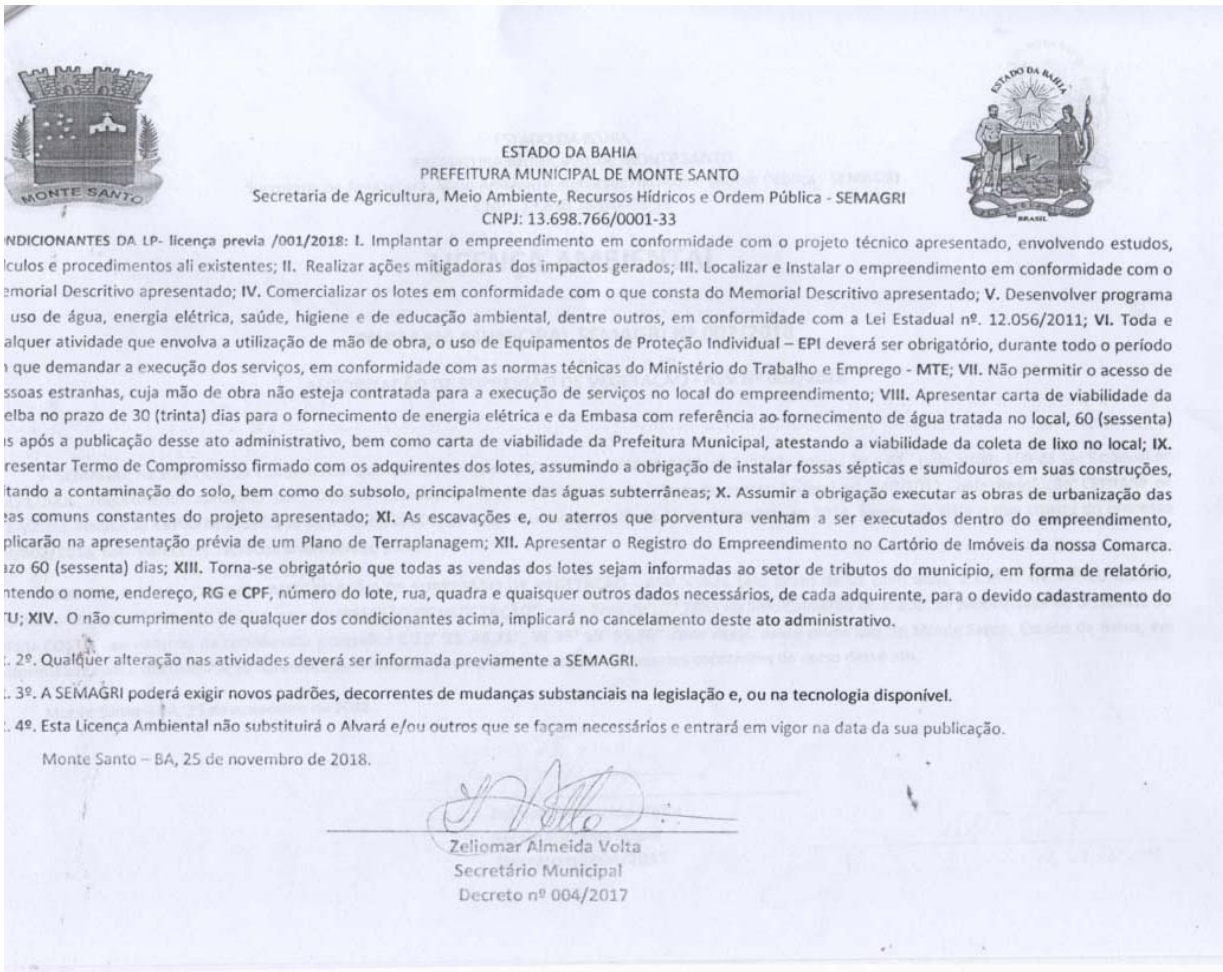 MONTE SANTO
ESTADO DA BAHIA
BRASIL
ESTADO DA BAHIA
PREFEITURA MUNICIPAL DE MONTE SANTO
Secretaria de Agricultura, Meio Ambiente, Recursos Hídricos e Ordem Pública - SEMAGRI
CNPJ: 13.698.766/0001-33
NDICIONANTES DA LP- licença previa /001/2018: I. Implantar o empreendimento em conformidade com o projeto técnico apresentado, envolvendo estudos,
lculos e procedimentos ali existentes; II. Realizar ações mitigadoras dos impactos gerados; III. Localizar e Instalar o empreendimento em conformidade com o
emorial Descritivo apresentado; IV. Comercializar os lotes em conformidade com o que consta do Memorial Descritivo apresentado; V. Desenvolver programa
uso de água, energia elétrica, saúde, higiene e de educação ambiental, dentre outros, em conformidade com a Lei Estadual nº. 12.056/2011; VI. Toda e
alquer atividade que envolva a utilização de mão de obra, o uso de Equipamentos de Proteção Individual – EPI deverá ser obrigatório, durante todo o período
que demandar a execução dos serviços, em conformidade com as normas técnicas do Ministério do Trabalho e Emprego - MTE; VII. Não permitir o acesso de
ssoas estranhas, cuja mão de obra não esteja contratada para a execução de serviços no local do empreendimento; VIII. Apresentar carta de viabilidade da
elba no prazo de 30 (trinta) dias para o fornecimento de energia elétrica e da Embasa com referência ao fornecimento de água tratada no local, 60 (sessenta)
s após a publicação desse ato administrativo, bem como carta de viabilidade da Prefeitura Municipal, atestando a viabilidade da coleta de lixo no local; IX.
resentar Termo de Compromisso firmado com os adquirentes dos lotes, assumindo a obrigação de instalar fossas sépticas e sumidouros em suas construções,
itando a contaminação do solo, bem como do subsolo, principalmente das águas subterrâneas; X. Assumir a obrigação executar as obras de urbanização das
eas comuns constantes do projeto apresentado; XI. As escavações e, ou aterros que porventura venham a ser executados dentro do empreendimento,
plicarão na apresentação prévia de um Plano de Terraplanagem; XII. Apresentar o Registro do Empreendimento no Cartório de Imóveis da nossa Comarca.
azo 60 (sessenta) dias; XIII. Torna-se obrigatório que todas as vendas dos lotes sejam informadas ao setor de tributos do município, em forma de relatório,
ntendo o nome, endereço, RG e CPF, número do lote, rua, quadra e quaisquer outros dados necessários, de cada adquirente, para o devido cadastramento do
TU; XIV. O não cumprimento de qualquer dos condicionantes acima, implicará no cancelamento deste ato administrativo.
. 2º. Qualquer alteração nas atividades deverá ser informada previamente a SEMAGRI.
. 3º. A SEMAGRI poderá exigir novos padrões, decorrentes de mudanças substanciais na legislação e, ou na tecnologia disponível.
. 4º. Esta Licença Ambiental não substituirá o Alvará e/ou outros que se façam necessários e entrará em vigor na data da sua publicação.
Monte Santo – BA, 25 de novembro de 2018.
Zeliomar Almeida Volta
Secretário Municipal
Decreto nº 004/2017